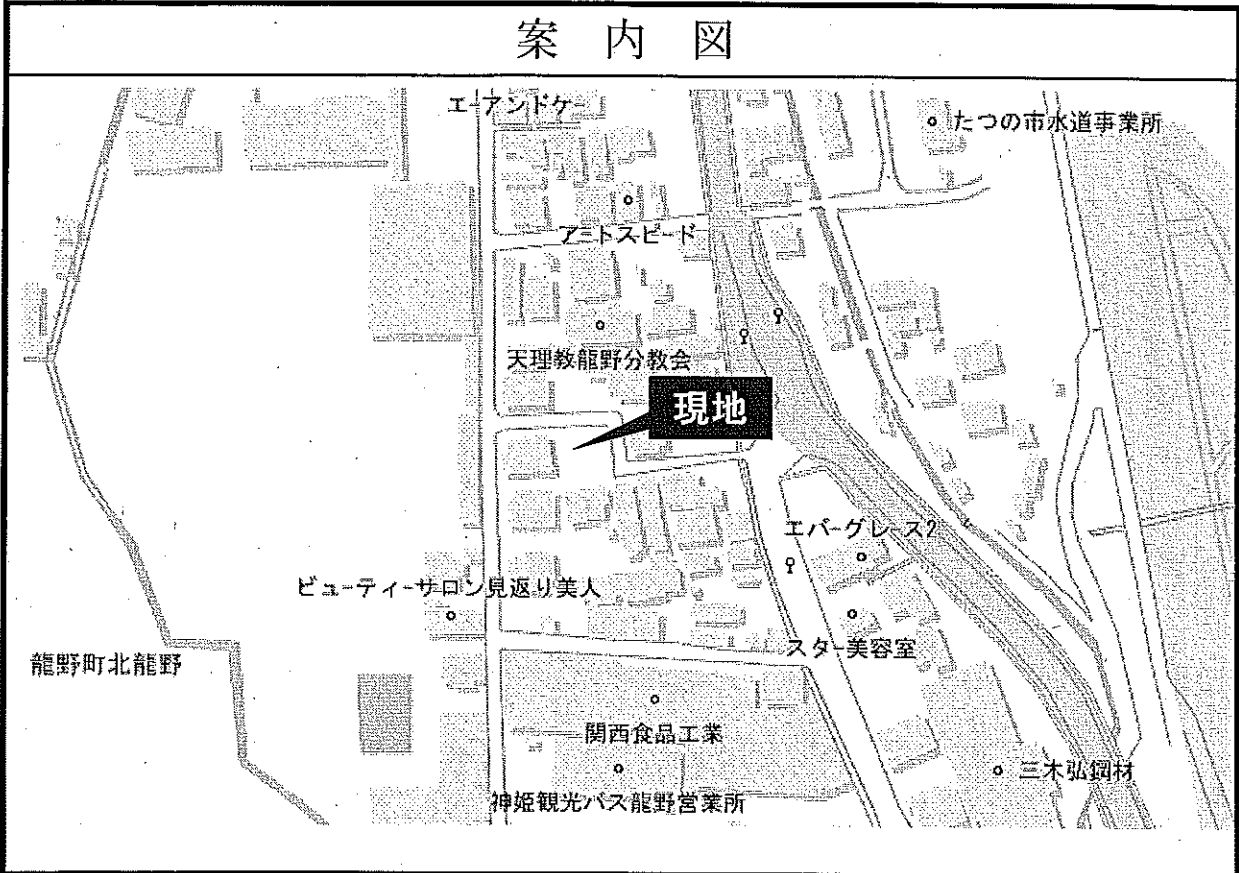 案内図
エーアンドケー
たつの市水道事業所
アートスピード
天理教龍野分教会
現地
エバーグレース2
ビューティーサロン見返り美人
スター美容室
龍野町北龍野
関西食品工業
三木弘鋼材
神姫観光バス龍野営業所